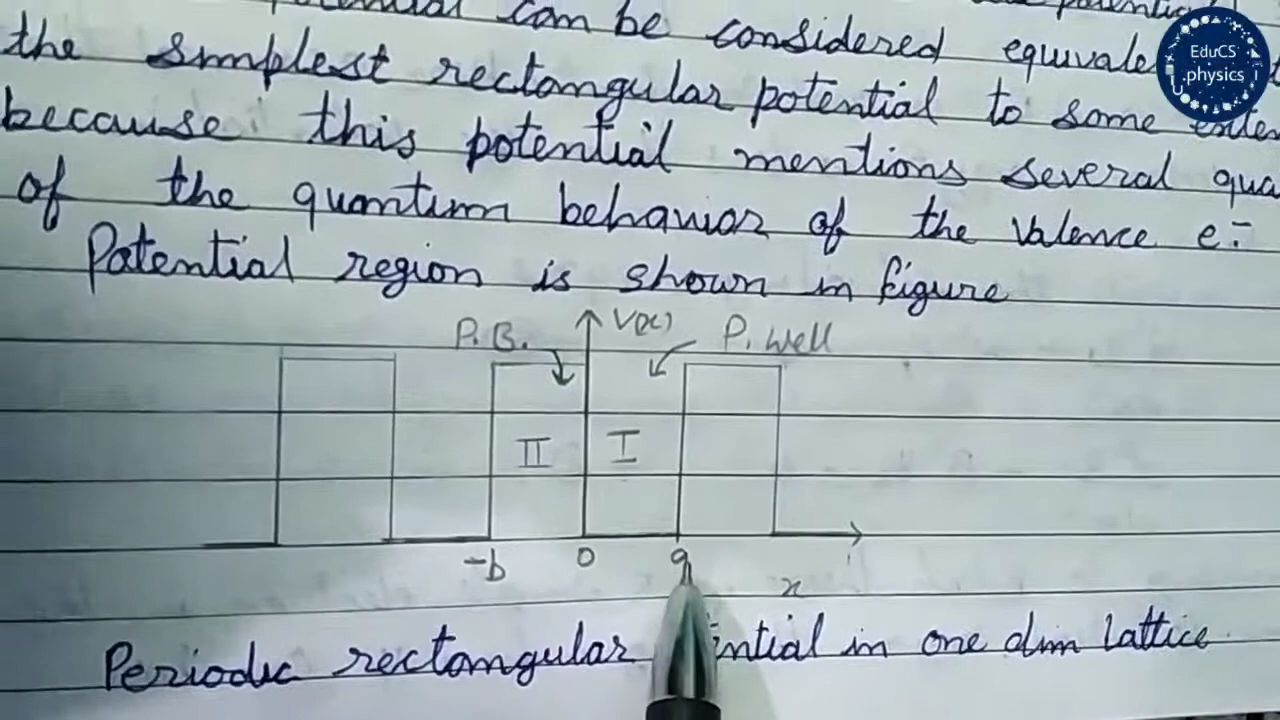 can be considered
the simplest rectangular potential to some
because this potential mentions several
of the quantum behavior of the valence e-
Potential region is shown in figure
P.B. V(x) P. well
II I
-b 0 a x
Periodic rectangular in one dim lattice
EduCS
physics